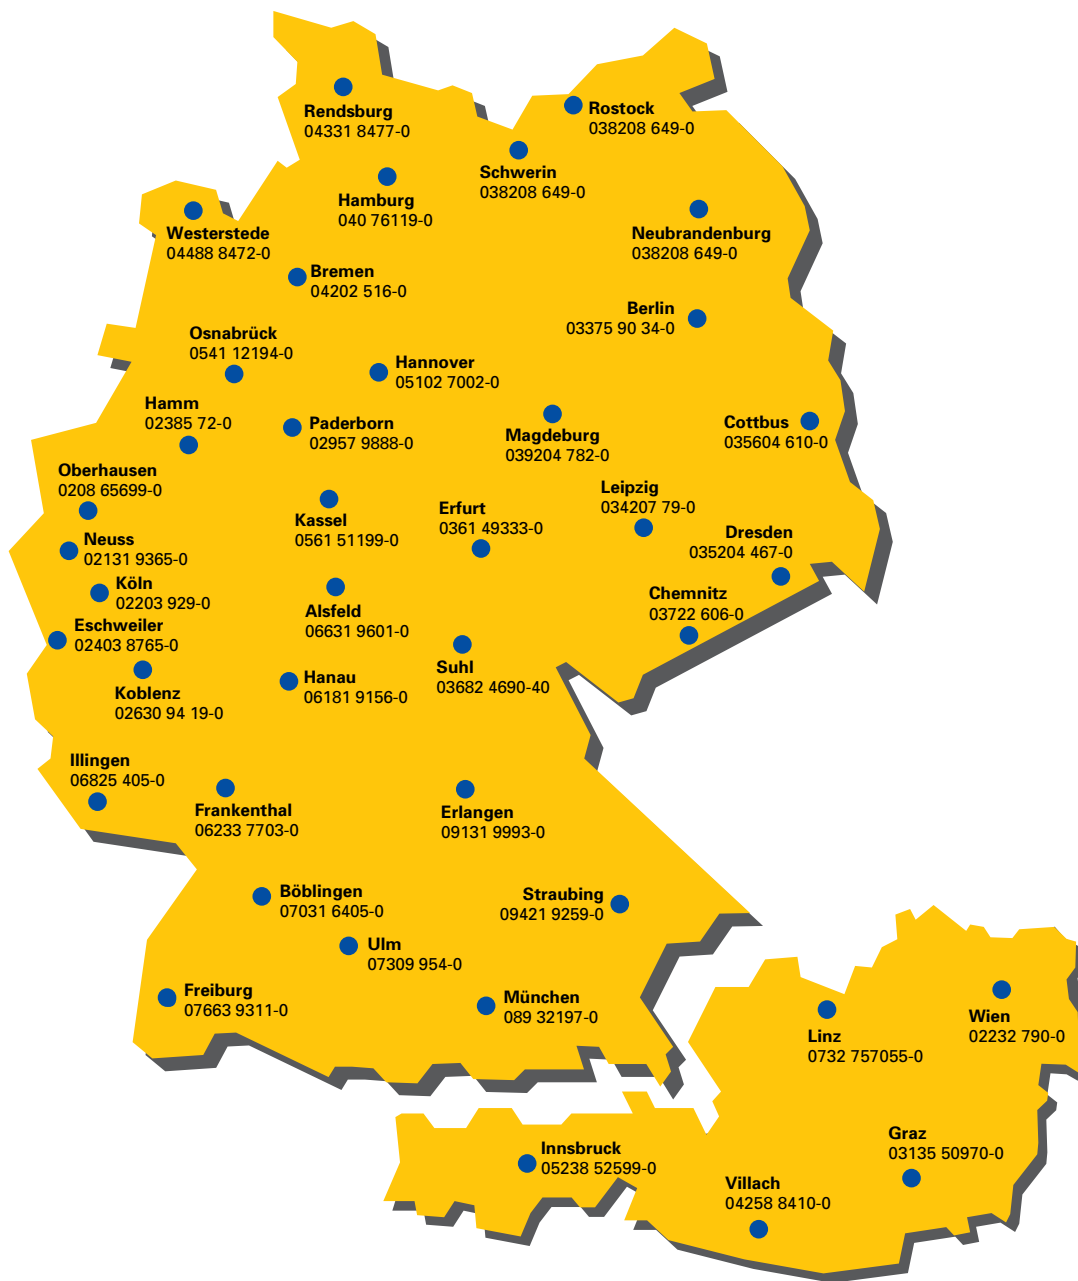 Rendsburg
04331 8477-0
Rostock
038208 649-0
Schwerin
038208 649-0
Hamburg
040 76119-0
Westerstede
04488 8472-0
Neubrandenburg
038208 649-0
Bremen
04202 516-0
Berlin
03375 90 34-0
Osnabrück
0541 12194-0
Hannover
05102 7002-0
Hamm
02385 72-0
Paderborn
02957 9888-0
Magdeburg
039204 782-0
Cottbus
035604 610-0
Oberhausen
0208 65699-0
Leipzig
034207 79-0
Kassel
0561 51199-0
Erfurt
0361 49333-0
Dresden
035204 467-0
Neuss
02131 9365-0
Köln
02203 929-0
Alsfeld
06631 9601-0
Chemnitz
03722 606-0
Eschweiler
02403 8765-0
Suhl
03682 4690-40
Koblenz
02630 94 19-0
Hanau
06181 9156-0
Illingen
06825 405-0
Frankenthal
06233 7703-0
Erlangen
09131 9993-0
Böblingen
07031 6405-0
Straubing
09421 9259-0
Ulm
07309 954-0
Freiburg
07663 9311-0
München
089 32197-0
Linz
0732 757055-0
Wien
02232 790-0
Innsbruck
05238 52599-0
Graz
03135 50970-0
Villach
04258 8410-0